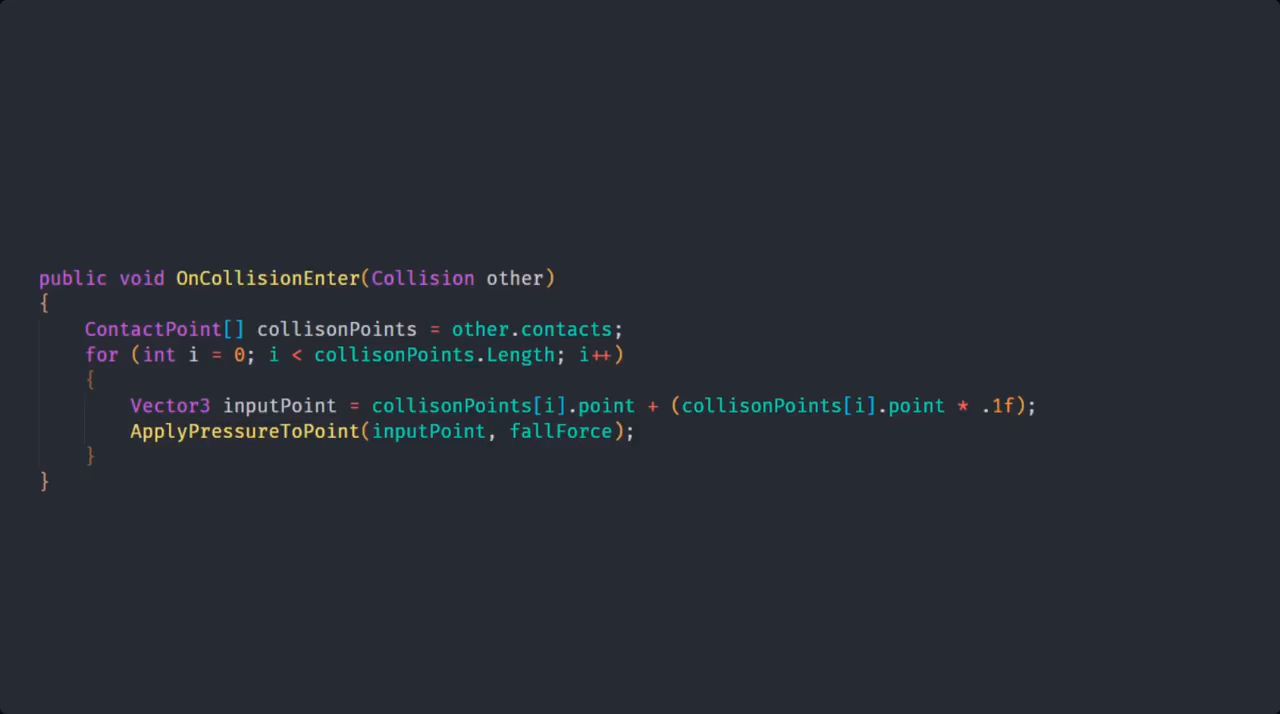 public void OnCollisionEnter(Collision other)
{
    ContactPoint[] collisonPoints = other.contacts;
    for (int i = 0; i < collisonPoints.Length; i++)
    {
        Vector3 inputPoint = collisonPoints[i].point + (collisonPoints[i].point * .1f);
        ApplyPressureToPoint(inputPoint, fallForce);
    }
}